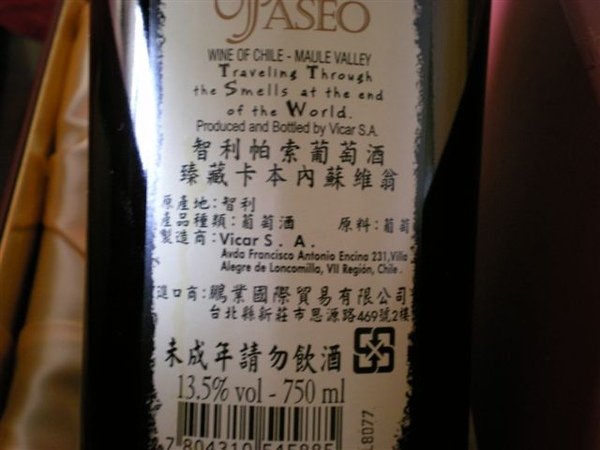 PASEO
WINE OF CHILE - MAULE VALLEY
Traveling Through
the Smells at the end
of the World.
Produced and Bottled by Vicar S.A.
智利帕索葡萄酒
臻藏卡本內蘇維翁
原產地:智利
產品種類:葡萄酒 原料:葡萄
製造商:Vicar S. A.
Avda Francisco Antonio Encina 231,Villa
Alegre de Loncomilla, VII Región, Chile.
進口商:鵬業國際貿易有限公司
台北縣新莊市思源路469號2樓
未成年請勿飲酒
13.5% vol - 750 ml
L8077
7 804310 545885